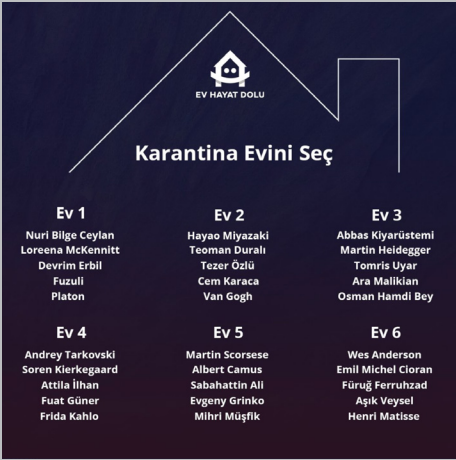 EV HAYAT DOLU
Karantina Evini Seç
Ev 1
Nuri Bilge Ceylan
Loreena McKennitt
Devrim Erbil
Fuzuli
Platon
Ev 2
Hayao Miyazaki
Teoman Duralı
Tezer Özlü
Cem Karaca
Van Gogh
Ev 3
Abbas Kiyarüstemi
Martin Heidegger
Tomris Uyar
Ara Malikian
Osman Hamdi Bey
Ev 4
Andrey Tarkovski
Soren Kierkegaard
Attila İlhan
Fuat Güner
Frida Kahlo
Ev 5
Martin Scorsese
Albert Camus
Sabahattin Ali
Evgeny Grinko
Mihri Müşfik
Ev 6
Wes Anderson
Emil Michel Cioran
Füruğ Ferruhzad
Aşık Veysel
Henri Matisse